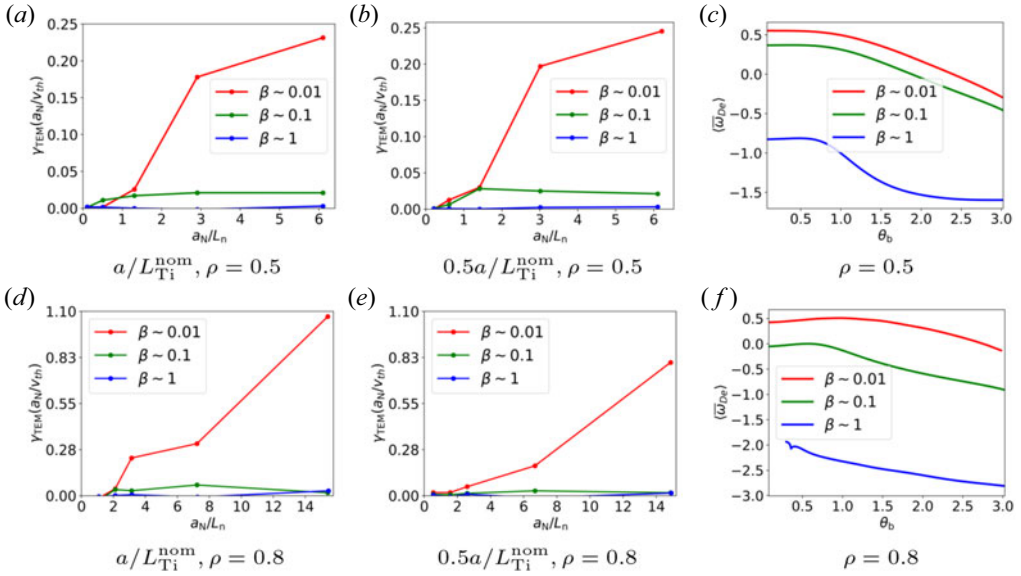 (a)
0.25
0.20
0.15
0.10
0.05
0.00
γTEM(aN/vth)
β ~ 0.01
β ~ 0.1
β ~ 1
0 1 2 3 4 5 6
aN/Ln
a/L^nom_Ti, ρ = 0.5
(b)
0.25
0.20
0.15
0.10
0.05
0.00
γTEM(aN/vth)
β ~ 0.01
β ~ 0.1
β ~ 1
1 2 3 4 5 6
aN/Ln
0.5a/L^nom_Ti, ρ = 0.5
(c)
0.5
0.0
−0.5
−1.0
−1.5
⟨ω̅De⟩
β ~ 0.01
β ~ 0.1
β ~ 1
0.5 1.0 1.5 2.0 2.5 3.0
θb
ρ = 0.5
(d)
1.10
0.83
0.55
0.28
0.00
γTEM(aN/vth)
β ~ 0.01
β ~ 0.1
β ~ 1
0 2 4 6 8 10 12 14
aN/Ln
a/L^nom_Ti, ρ = 0.8
(e)
1.10
0.83
0.55
0.28
0.00
γTEM(aN/vth)
β ~ 0.01
β ~ 0.1
β ~ 1
0 2 4 6 8 10 12 14
aN/Ln
0.5a/L^nom_Ti, ρ = 0.8
(f)
0.5
0.0
−0.5
−1.0
−1.5
−2.0
−2.5
−3.0
⟨ω̅De⟩
β ~ 0.01
β ~ 0.1
β ~ 1
0.5 1.0 1.5 2.0 2.5 3.0
θb
ρ = 0.8